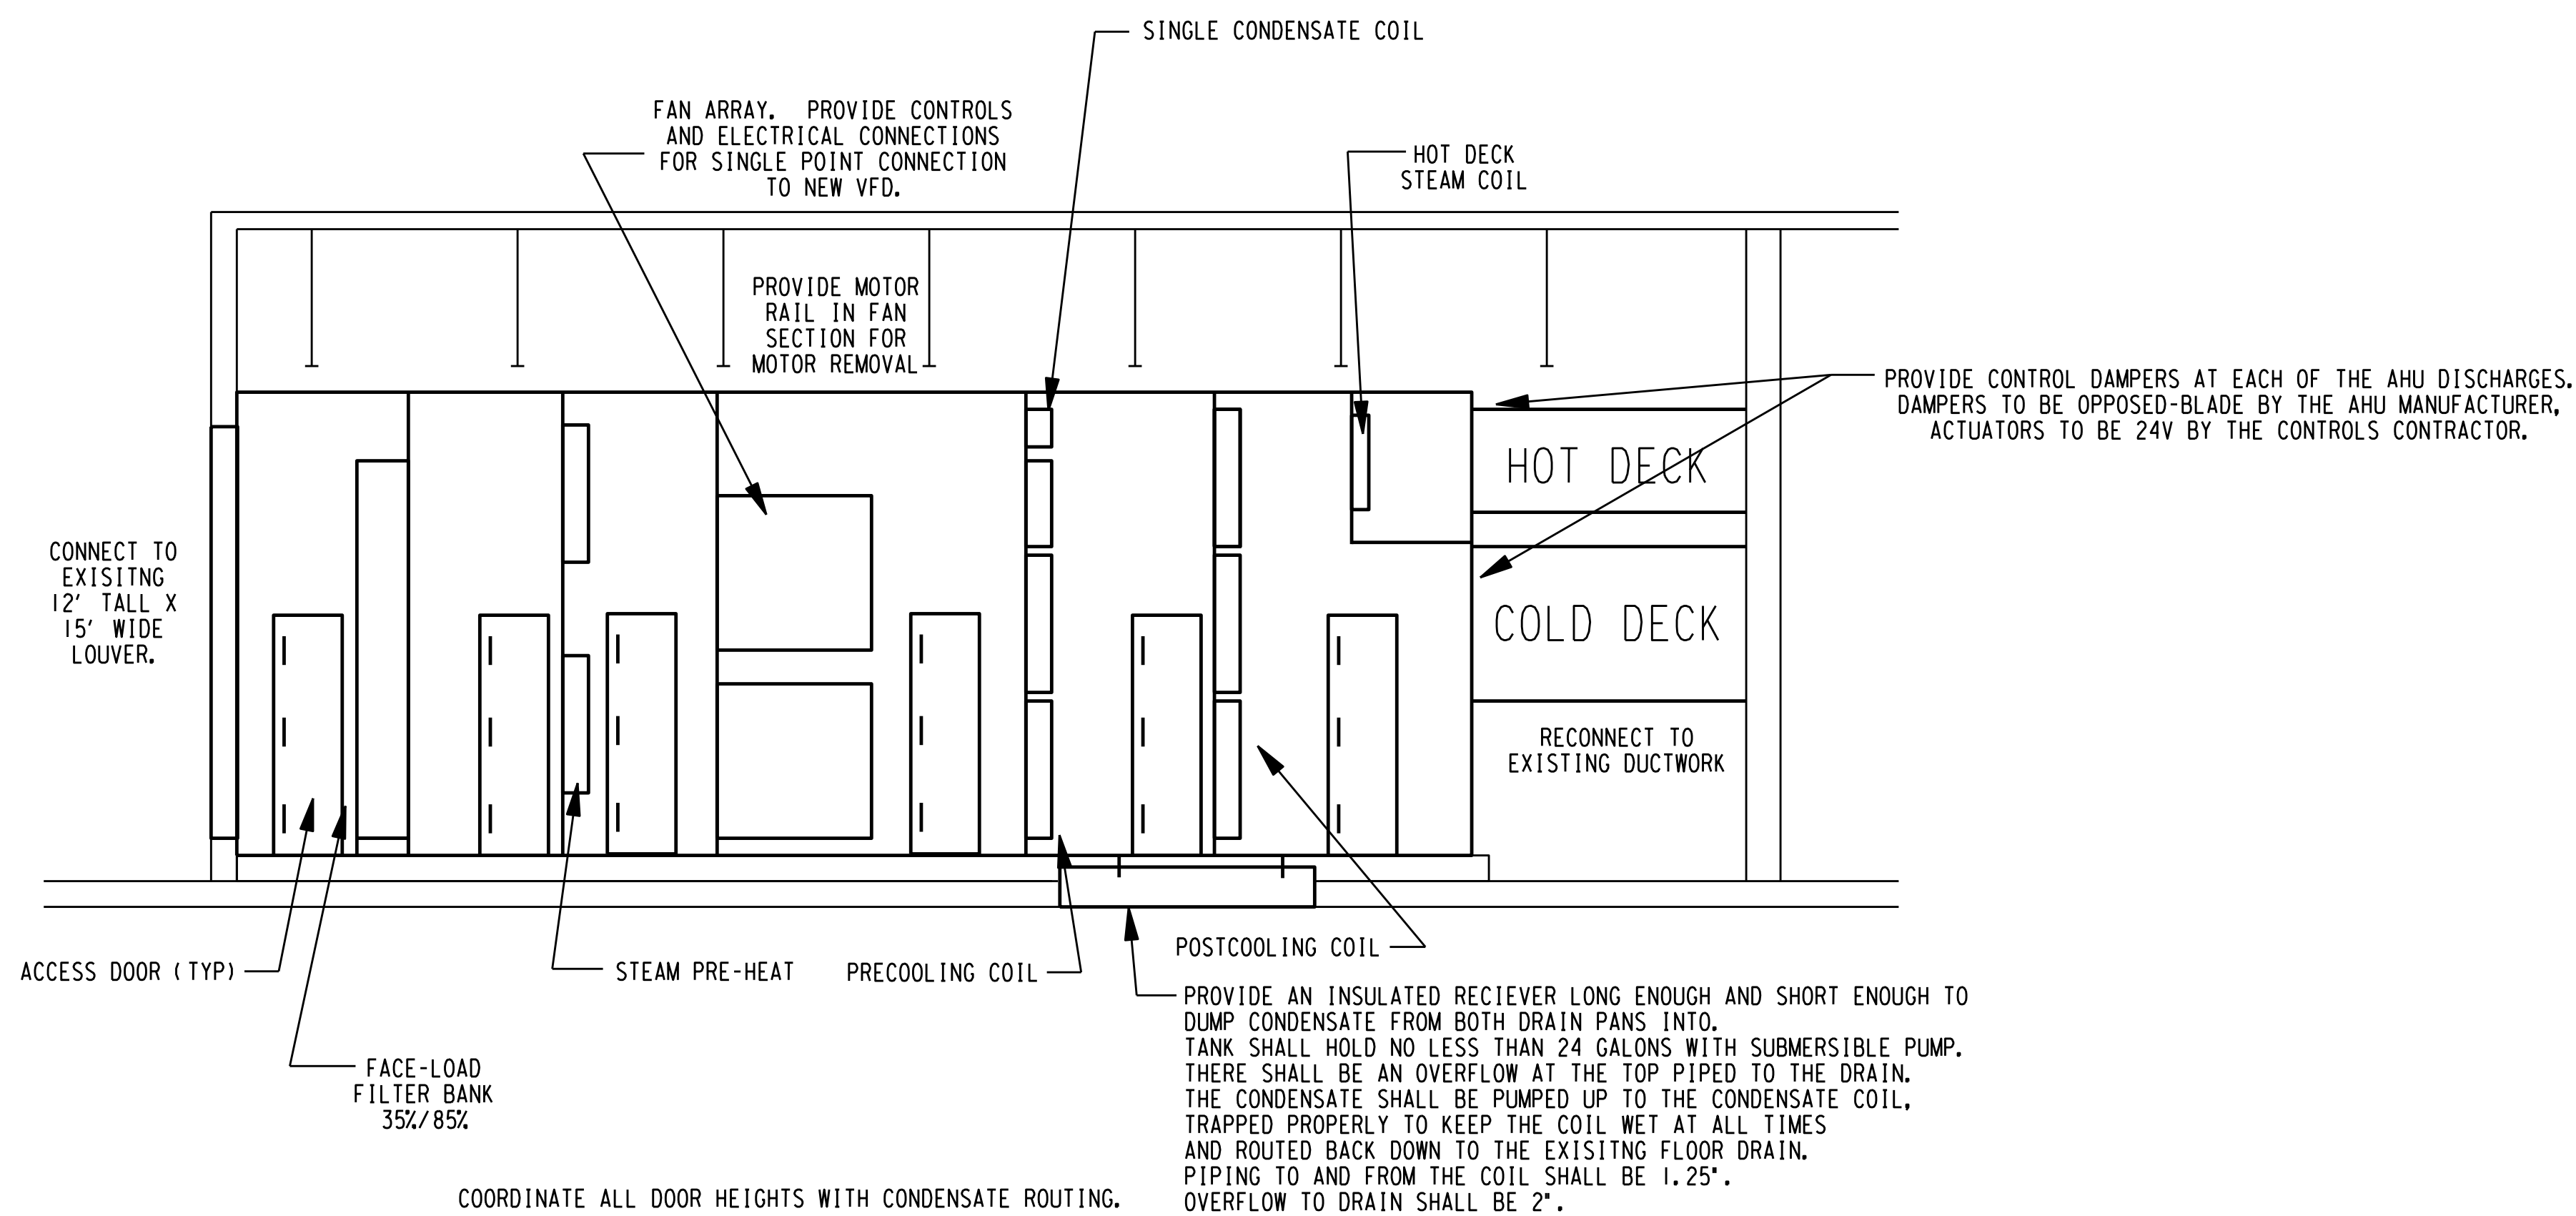 SINGLE CONDENSATE COIL
FAN ARRAY. PROVIDE CONTROLS
AND ELECTRICAL CONNECTIONS
FOR SINGLE POINT CONNECTION
TO NEW VFD.
HOT DECK
STEAM COIL
PROVIDE MOTOR
RAIL IN FAN
SECTION FOR
MOTOR REMOVAL
PROVIDE CONTROL DAMPERS AT EACH OF THE AHU DISCHARGES.
DAMPERS TO BE OPPOSED-BLADE BY THE AHU MANUFACTURER,
ACTUATORS TO BE 24V BY THE CONTROLS CONTRACTOR.
HOT DECK
CONNECT TO
EXISITNG
12' TALL X
15' WIDE
LOUVER.
COLD DECK
RECONNECT TO
EXISTING DUCTWORK
POSTCOOLING COIL
ACCESS DOOR (TYP)
STEAM PRE-HEAT
PRECOOLING COIL
FACE-LOAD
FILTER BANK
35%/85%
PROVIDE AN INSULATED RECIEVER LONG ENOUGH AND SHORT ENOUGH TO
DUMP CONDENSATE FROM BOTH DRAIN PANS INTO.
TANK SHALL HOLD NO LESS THAN 24 GALONS WITH SUBMERSIBLE PUMP.
THERE SHALL BE AN OVERFLOW AT THE TOP PIPED TO THE DRAIN.
THE CONDENSATE SHALL BE PUMPED UP TO THE CONDENSATE COIL,
TRAPPED PROPERLY TO KEEP THE COIL WET AT ALL TIMES
AND ROUTED BACK DOWN TO THE EXISITNG FLOOR DRAIN.
PIPING TO AND FROM THE COIL SHALL BE 1.25".
OVERFLOW TO DRAIN SHALL BE 2".
COORDINATE ALL DOOR HEIGHTS WITH CONDENSATE ROUTING.